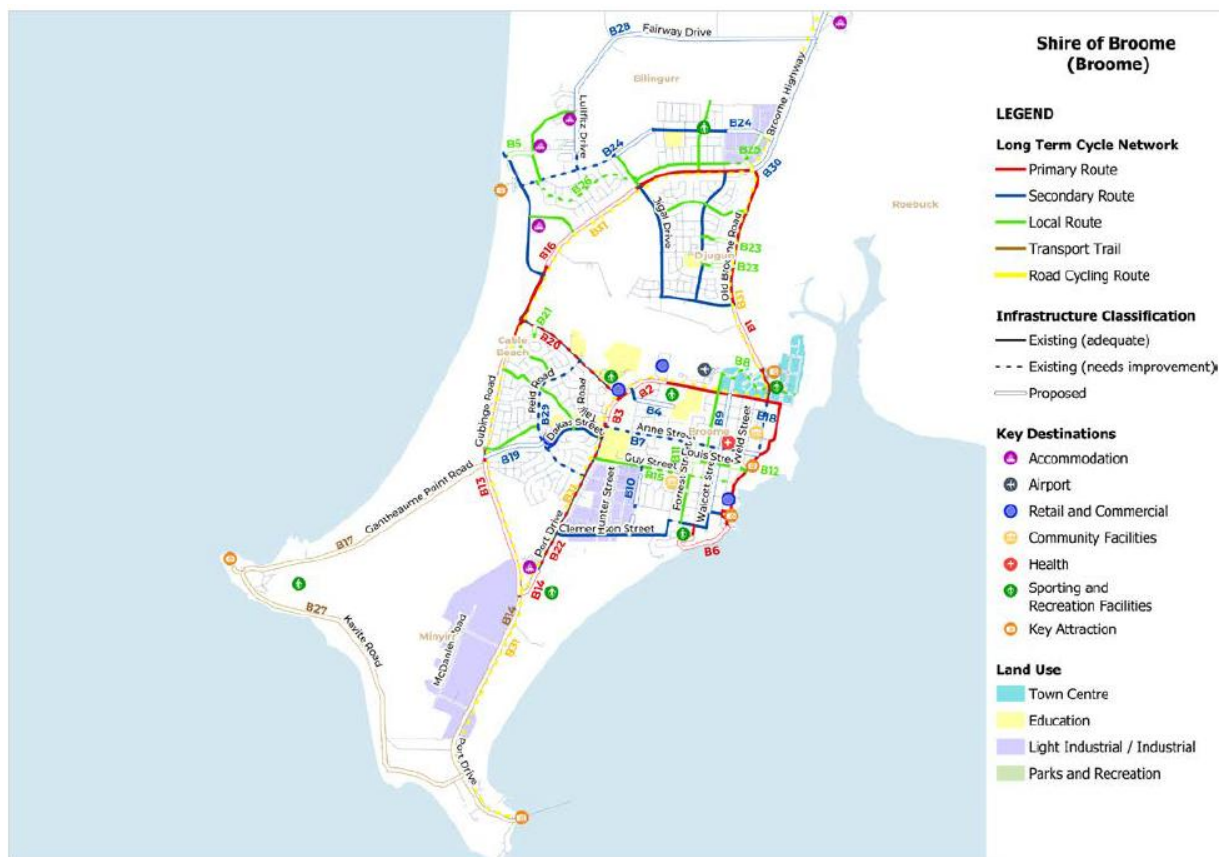 Shire of Broome
(Broome)
LEGEND
Long Term Cycle Network
Primary Route
Secondary Route
Local Route
Transport Trail
Road Cycling Route
Infrastructure Classification
Existing (adequate)
Existing (needs improvement)
Proposed
Key Destinations
Accommodation
Airport
Retail and Commercial
Community Facilities
Health
Sporting and
Recreation Facilities
Key Attraction
Land Use
Town Centre
Education
Light Industrial / Industrial
Parks and Recreation
B28
Fairway Drive
Bilingurr
Lullfitz Drive
Broome Highway
B24
B24
B5
B25
B30
B26
Roebuck
B31
Jigal Drive
B16
B23
Djugun
B23
Old Broome Road
B31
B1
B21
B20
Cable
Beach
B8
Reid Road
Gubinge Road
B2
B3
B4
B9
B18
B29
Dakas Street
Anne Street
Broome
Weld Street
B7
B19
Louis Street
B11
Guy Street
B15
B12
B13
Gantheaume Point Road
Hunter Street
B10
Forrest Street
Walcott Street
Clementson Street
B17
Port Drive
B22
B6
B14
B14
B27
Kavite Road
Minyirr
McDaniel Road
B31
Port Drive